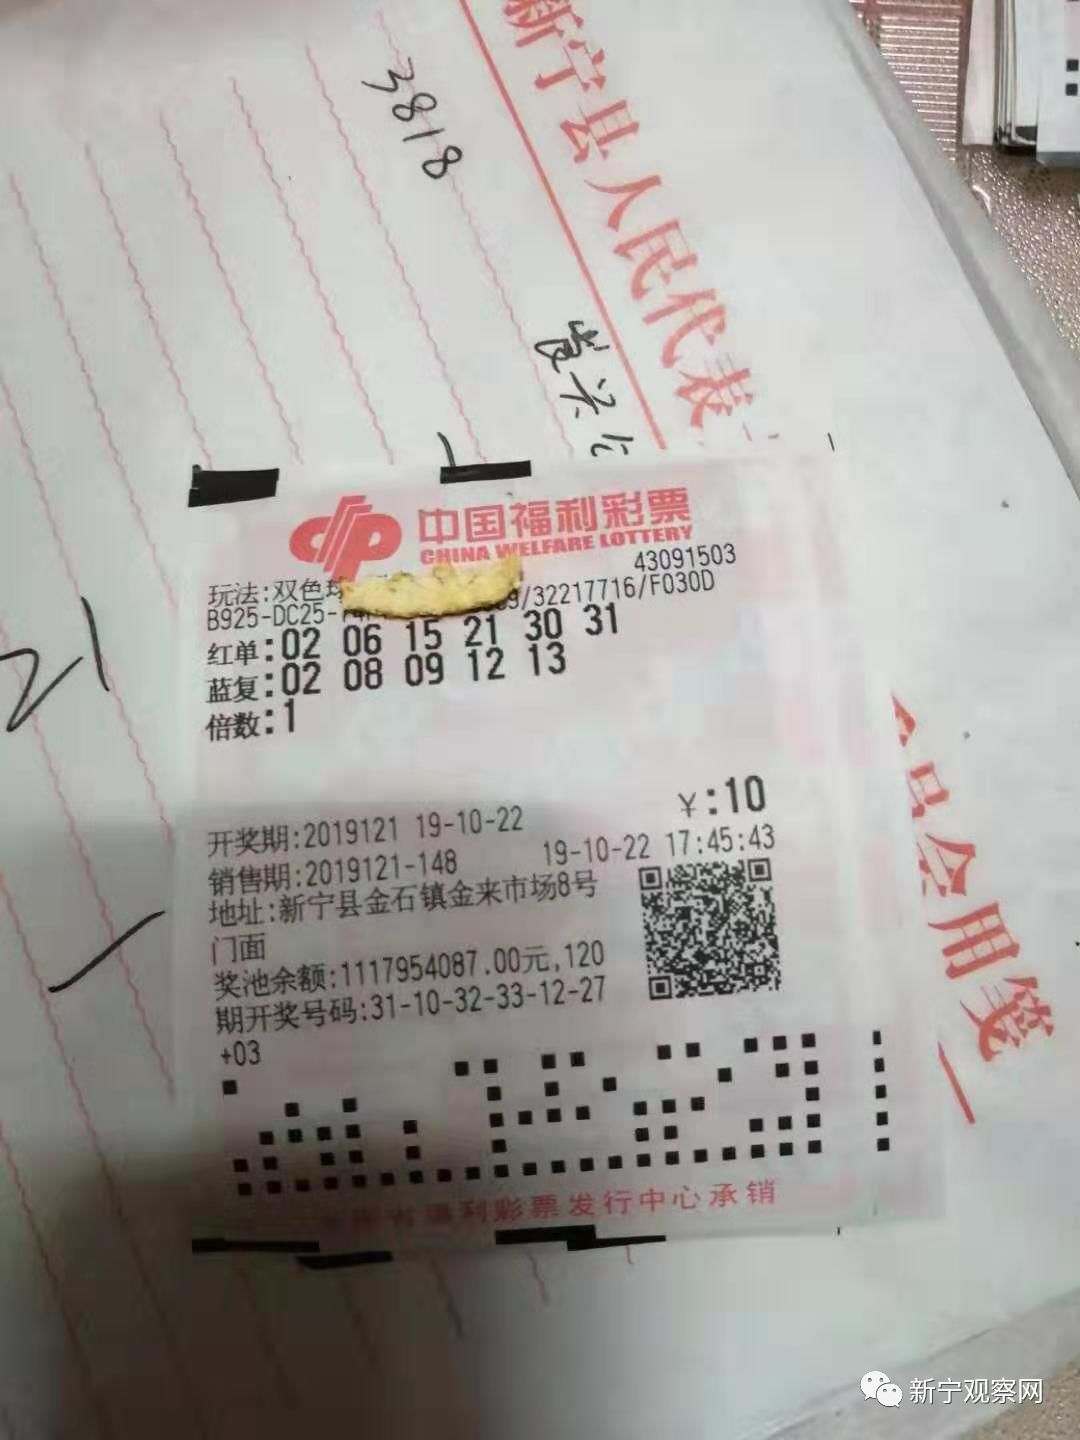 新宁县人民代表
3818
21
中国福利彩票
CHINA WELFARE LOTTERY
43091503
玩法:双色球
B925-DC25- /32217716/F030D
红单:02 06 15 21 30 31
蓝复:02 08 09 12 13
倍数:1
￥:10
开奖期:2019121 19-10-22
销售期:2019121-148 19-10-22 17:45:43
地址:新宁县金石镇金来市场8号
门面
奖池余额:1117954087.00元,120
期开奖号码:31-10-32-33-12-27
+03
省福利彩票发行中心承销
会用笺
新宁观察网